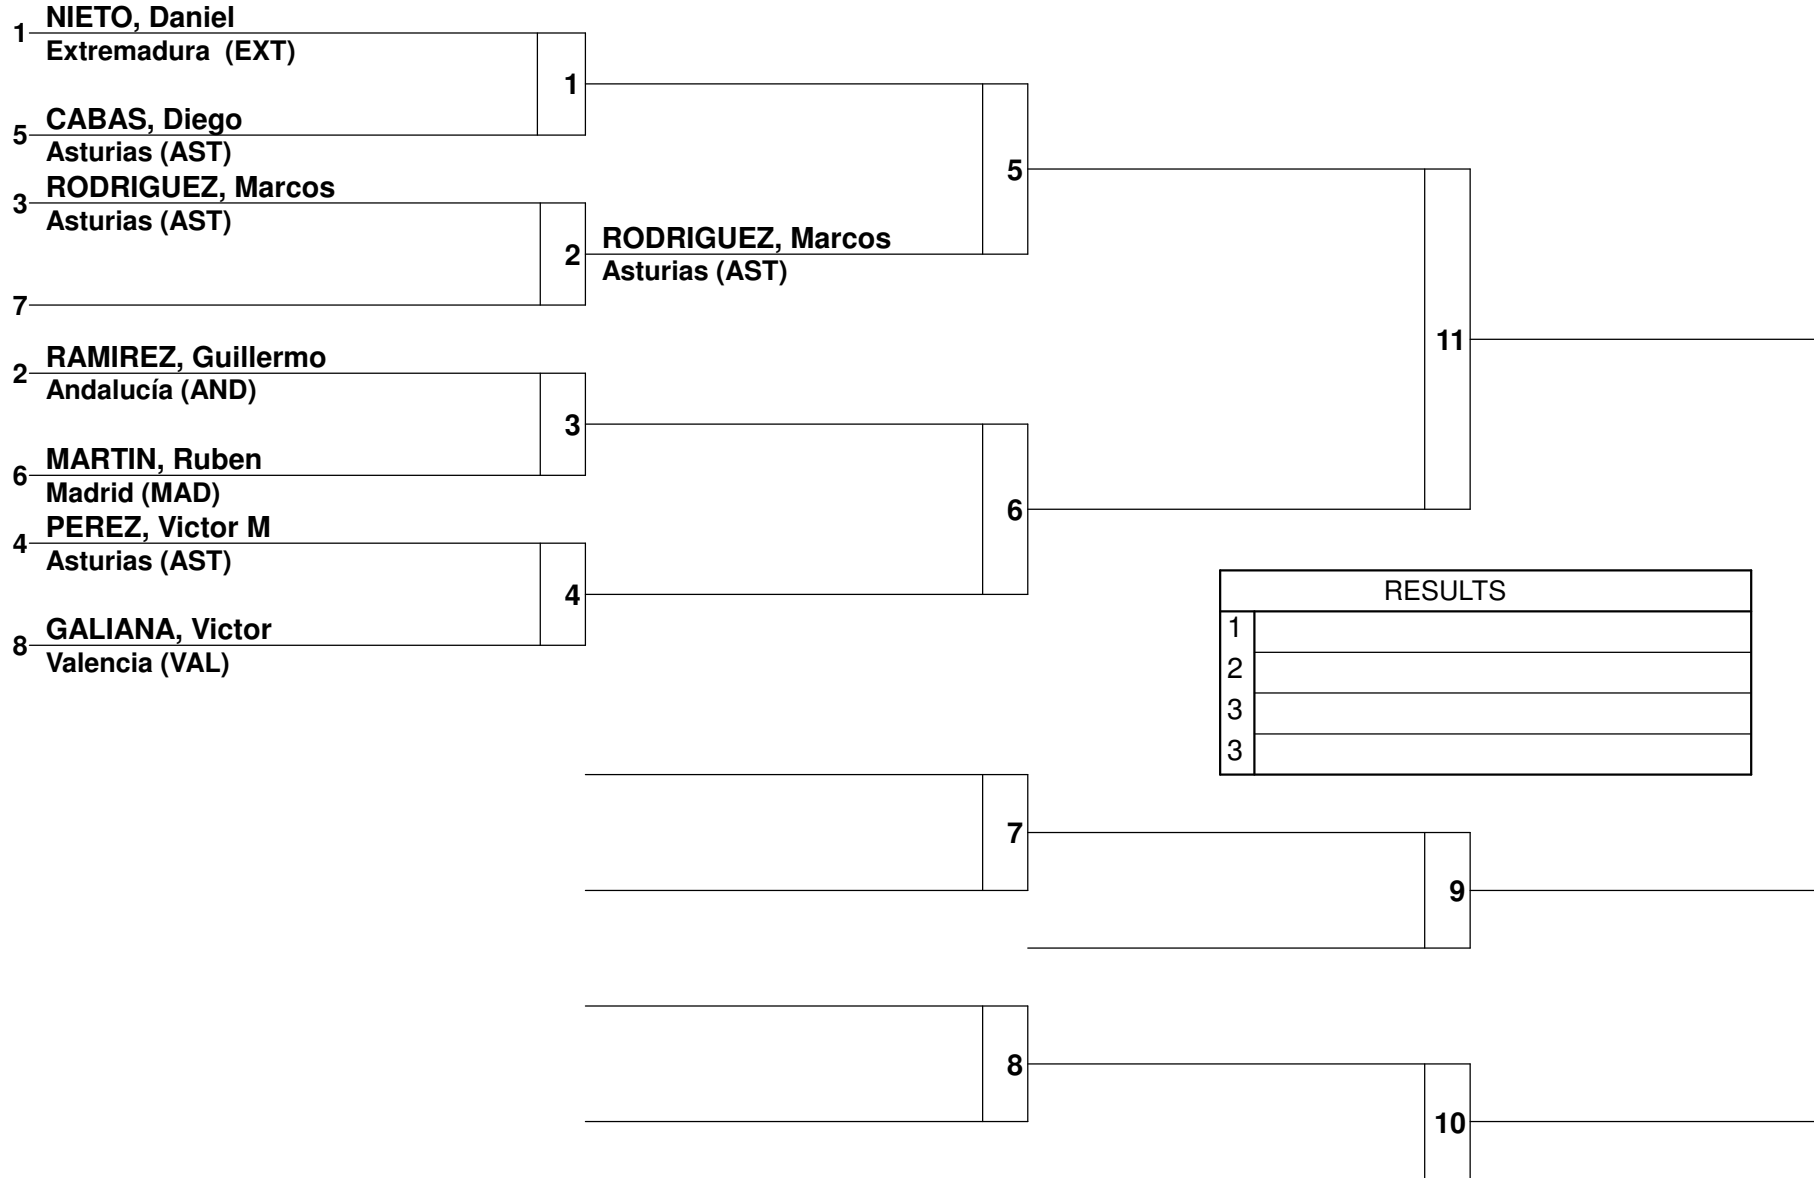 NIETO, Daniel
1
Extremadura  (EXT)
1
CABAS, Diego
5
Asturias (AST)
RODRIGUEZ, Marcos
3
Asturias (AST)
2
RODRIGUEZ, Marcos
Asturias (AST)
7
5
RAMIREZ, Guillermo
2
Andalucía (AND)
3
MARTIN, Ruben
6
Madrid (MAD)
PEREZ, Victor M
4
Asturias (AST)
4
GALIANA, Victor
8
Valencia (VAL)
6
11
RESULTS
1
2
3
3
7
9
8
10